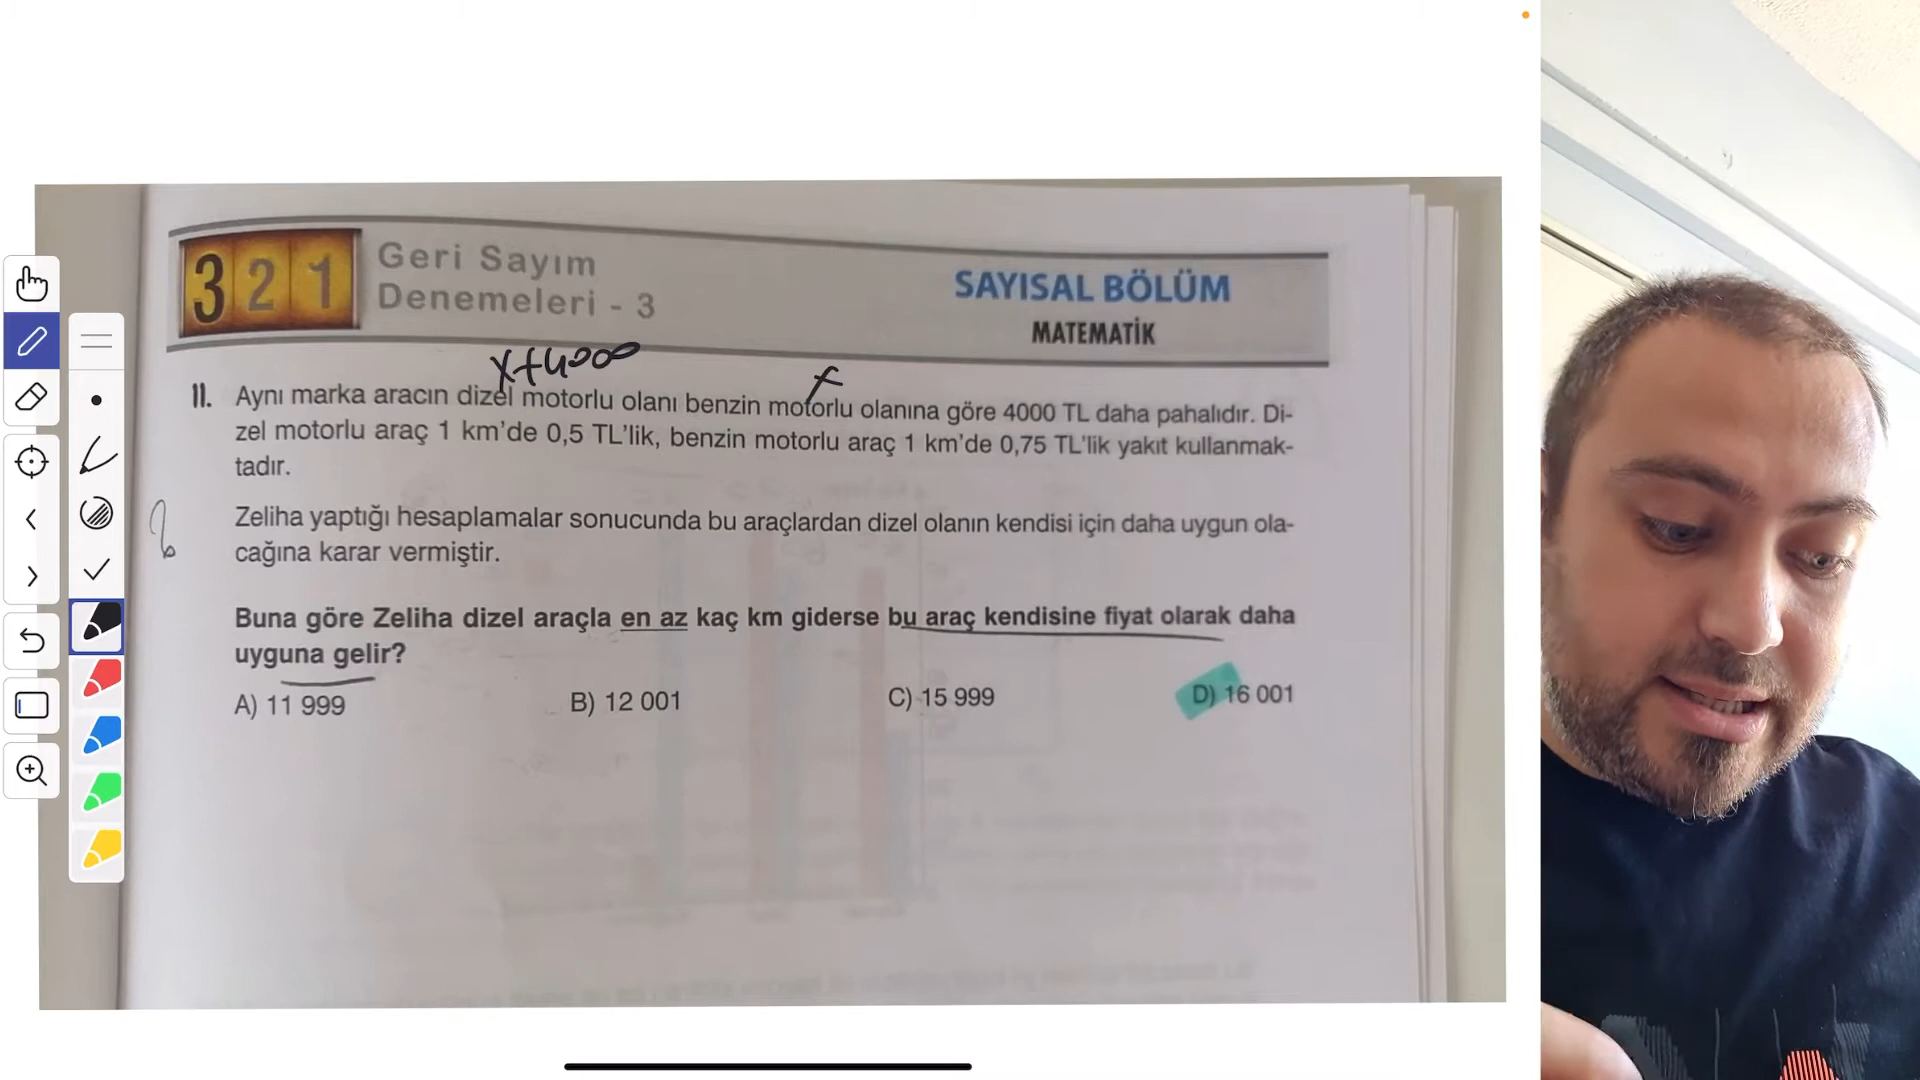 321
Geri Sayım
Denemeleri - 3
SAYISAL BÖLÜM
MATEMATİK
x+4000
x
11. Aynı marka aracın dizel motorlu olanı benzin motorlu olanına göre 4000 TL daha pahalıdır. Di-
zel motorlu araç 1 km'de 0,5 TL'lik, benzin motorlu araç 1 km'de 0,75 TL'lik yakıt kullanmak-
tadır.
Zeliha yaptığı hesaplamalar sonucunda bu araçlardan dizel olanın kendisi için daha uygun ola-
cağına karar vermiştir.
Buna göre Zeliha dizel araçla en az kaç km giderse bu araç kendisine fiyat olarak daha
uyguna gelir?
A) 11 999 B) 12 001 C) 15 999 D) 16 001